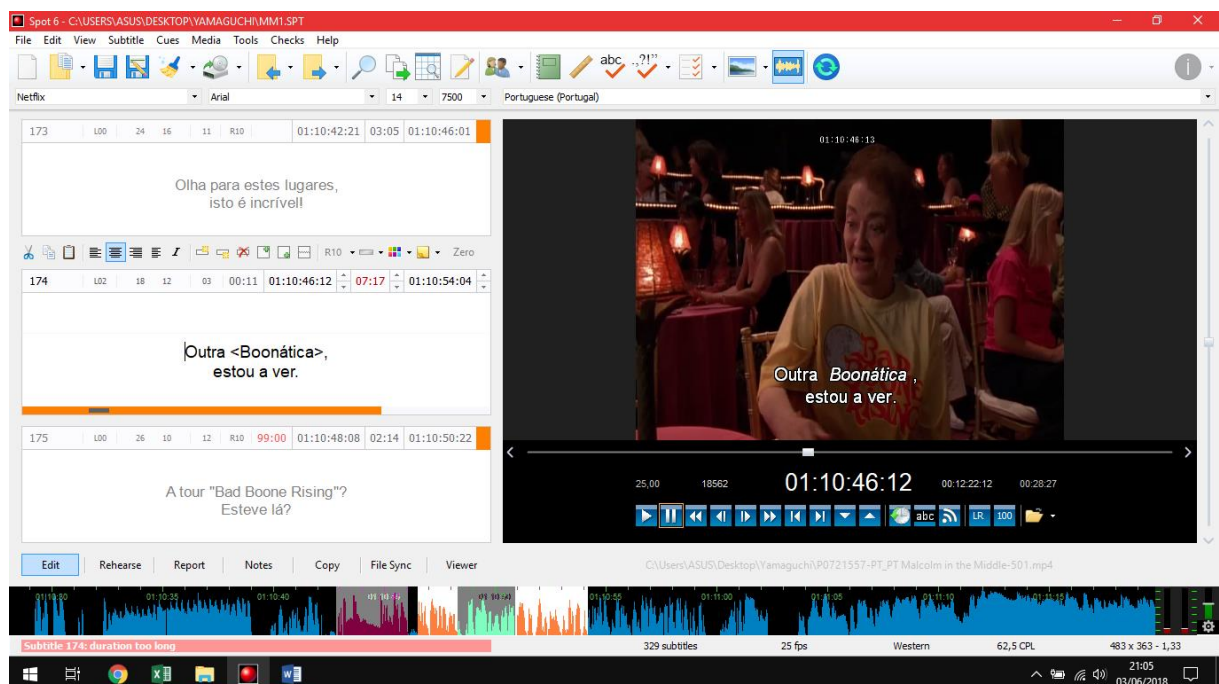 Spot 6 - C:\USERS\ASUS\DESKTOP\YAMAGUCHI\MM1.SPT
File Edit View Subtitle Cues Media Tools Checks Help
abc .,?!"
Netflix Arial 14 7500 Portuguese (Portugal)
173 L00 24 16 11 R10 01:10:42:21 03:05 01:10:46:01
Olha para estes lugares,
isto é incrível!
R10 Zero
174 L02 18 12 03 00:11 01:10:46:12 07:17 01:10:54:04
Outra <Boonática>,
estou a ver.
175 L00 26 10 12 R10 99:00 01:10:48:08 02:14 01:10:50:22
A tour "Bad Boone Rising"?
Esteve lá?
01:10:46:13
Outra Boonática ,
estou a ver.
25,00 18562 01:10:46:12 00:12:22:12 00:28:27
abc LR 100
Edit Rehearse Report Notes Copy File Sync Viewer
C:\Users\ASUS\Desktop\Yamaguchi\P0721557-PT_PT Malcolm in the Middle-501.mp4
01:10:30 01:10:35 01:10:40 01:10:45 01:10:50 01:10:55 01:11:00 01:11:05 01:11:10 01:11:15
Subtitle 174: duration too long 329 subtitles 25 fps Western 62,5 CPL 483 x 363 - 1,33
21:05
03/06/2018